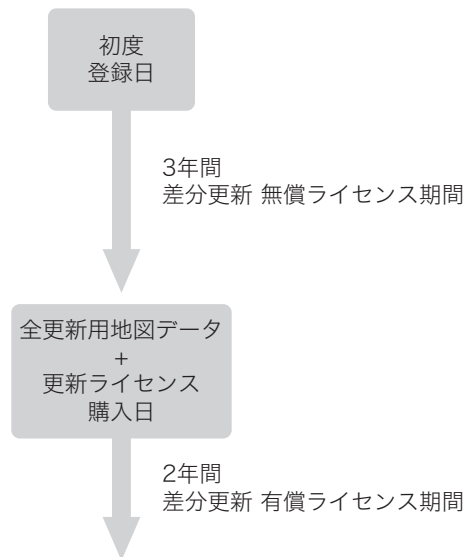 初度
登録日
3年間
差分更新 無償ライセンス期間
全更新用地図データ
+
更新ライセンス
購入日
2年間
差分更新 有償ライセンス期間